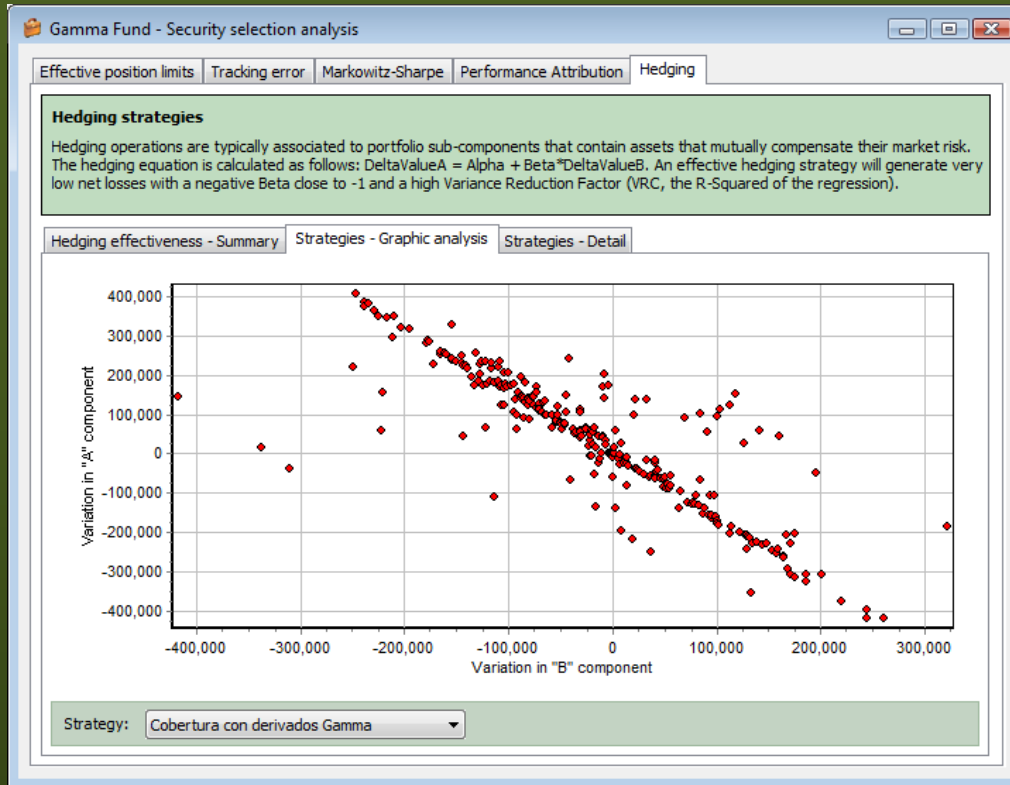 Gamma Fund - Security selection analysis
Effective position limits Tracking error Markowitz-Sharpe Performance Attribution Hedging
Hedging strategies
Hedging operations are typically associated to portfolio sub-components that contain assets that mutually compensate their market risk.
The hedging equation is calculated as follows: DeltaValueA = Alpha + Beta*DeltaValueB. An effective hedging strategy will generate very
low net losses with a negative Beta close to -1 and a high Variance Reduction Factor (VRC, the R-Squared of the regression).
Hedging effectiveness - Summary Strategies - Graphic analysis Strategies - Detail
Variation in "A" component
400,000
300,000
200,000
100,000
0
-100,000
-200,000
-300,000
-400,000
-400,000 -300,000 -200,000 -100,000 0 100,000 200,000 300,000
Variation in "B" component
Strategy: Cobertura con derivados Gamma